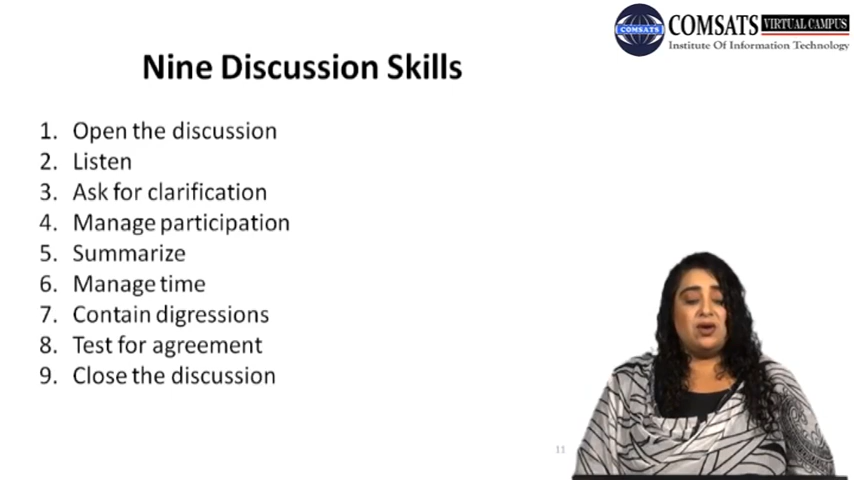 COMSATS VIRTUAL CAMPUS
COMSATS
Institute Of Information Technology
Nine Discussion Skills
1. Open the discussion
2. Listen
3. Ask for clarification
4. Manage participation
5. Summarize
6. Manage time
7. Contain digressions
8. Test for agreement
9. Close the discussion
11